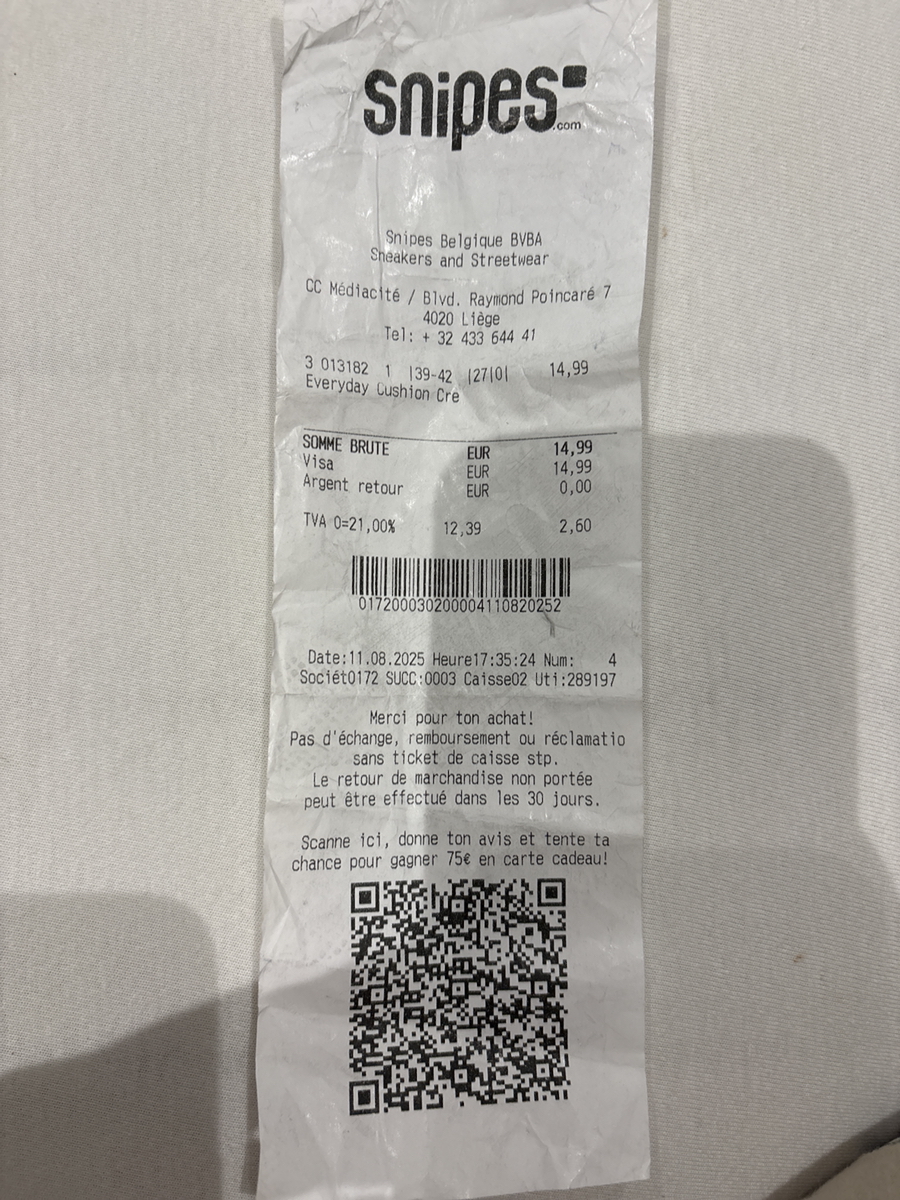 snipes
.com
Snipes Belgique BVBA
Sneakers and Streetwear
CC Médiacité / Blvd. Raymond Poincaré 7
4020 Liège
Tel: + 32 433 644 41
3 013182 1 |39-42 |27|0| 14,99
Everyday Cushion Cre
SOMME BRUTE EUR 14,99
Visa EUR 14,99
Argent retour EUR 0,00
TVA 0=21,00% 12,39 2,60
017200030200004110820252
Date:11.08.2025 Heure17:35:24 Num: 4
Sociét0172 SUCC:0003 Caisse02 Uti:289197
Merci pour ton achat!
Pas d'échange, remboursement ou réclamatio
sans ticket de caisse stp.
Le retour de marchandise non portée
peut être effectué dans les 30 jours.
Scanne ici, donne ton avis et tente ta
chance pour gagner 75€ en carte cadeau!